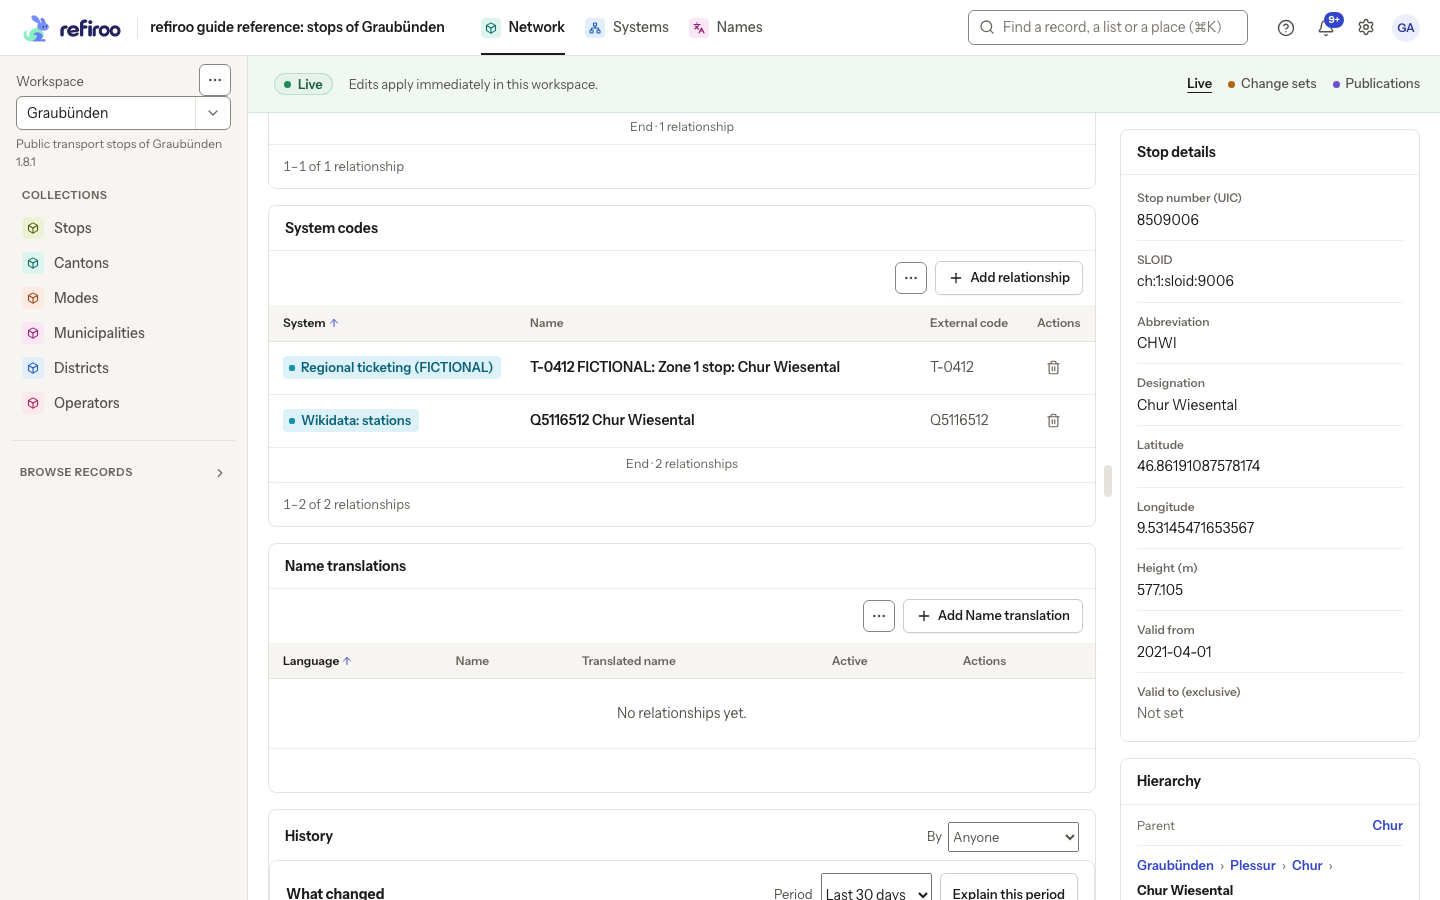 refiroo
refiroo guide reference: stops of Graubünden
Network
Systems
Names
Find a record, a list or a place (⌘K)
9+
GA
Workspace
...
Graubünden
Public transport stops of Graubünden
1.8.1
COLLECTIONS
Stops
Cantons
Modes
Municipalities
Districts
Operators
BROWSE RECORDS
Live
Edits apply immediately in this workspace.
Live
Change sets
Publications
End · 1 relationship
1–1 of 1 relationship
System codes
...
+ Add relationship
System ↑ Name External code Actions
Regional ticketing (FICTIONAL) T-0412 FICTIONAL: Zone 1 stop: Chur Wiesental T-0412
Wikidata: stations Q5116512 Chur Wiesental Q5116512
End · 2 relationships
1–2 of 2 relationships
Name translations
...
+ Add Name translation
Language ↑ Name Translated name Active Actions
No relationships yet.
History
By Anyone
What changed
Period Last 30 days Explain this period
Stop details
Stop number (UIC)
8509006
SLOID
ch:1:sloid:9006
Abbreviation
CHWI
Designation
Chur Wiesental
Latitude
46.86191087578174
Longitude
9.53145471653567
Height (m)
577.105
Valid from
2021-04-01
Valid to (exclusive)
Not set
Hierarchy
Parent Chur
Graubünden › Plessur › Chur ›
Chur Wiesental